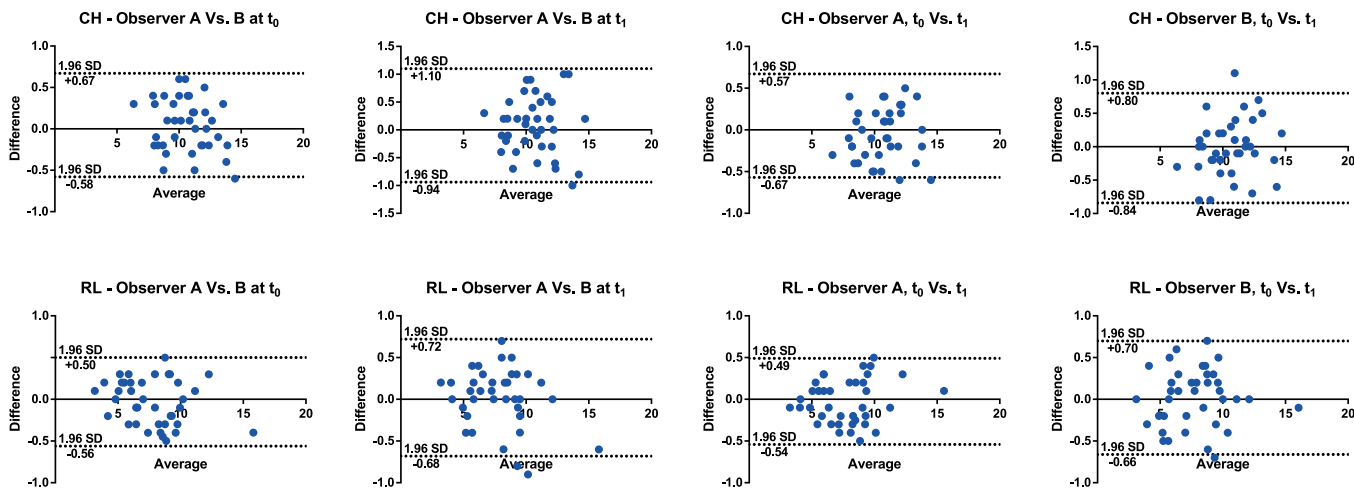 CH - Observer A Vs. B at t0
1.0
1.96 SD
+0.67
0.5
Difference
0.0
5
10
15
20
-0.5
1.96 SD
-0.58
Average
-1.0
CH - Observer A Vs. B at t1
1.5
1.96 SD
+1.10
1.0
0.5
Difference
0.0
5
10
15
20
-0.5
1.96 SD
-0.94
-1.0
Average
-1.5
CH - Observer A, t0 Vs. t1
1.0
1.96 SD
+0.57
0.5
Difference
0.0
5
10
15
20
-0.5
1.96 SD
-0.67
Average
-1.0
CH - Observer B, t0 Vs. t1
1.5
1.0
1.96 SD
+0.80
0.5
Difference
0.0
5
10
15
20
-0.5
1.96 SD
-0.84
-1.0
Average
RL - Observer A Vs. B at t0
1.0
1.96 SD
0.5
+0.50
Difference
0.0
5
10
15
20
-0.5
1.96 SD
-0.56
Average
-1.0
RL - Observer A Vs. B at t1
1.0
1.96 SD
+0.72
0.5
Difference
0.0
5
10
15
20
-0.5
1.96 SD
-0.68
Average
-1.0
RL - Observer A, t0 Vs. t1
1.0
1.96 SD
0.5
+0.49
Difference
0.0
5
10
15
20
-0.5
1.96 SD
-0.54
Average
-1.0
RL - Observer B, t0 Vs. t1
1.0
1.96 SD
+0.70
0.5
Difference
0.0
5
10
15
20
-0.5
1.96 SD
-0.66
Average
-1.0